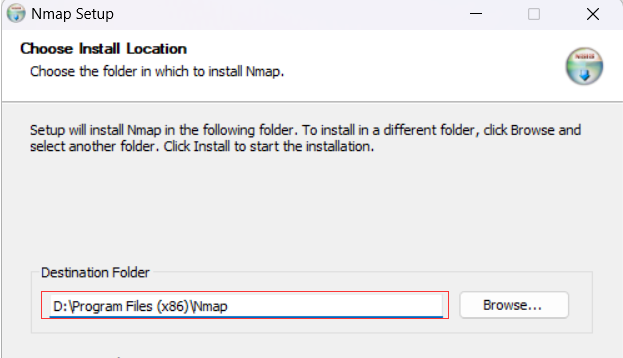 Nmap Setup
Choose Install Location
Choose the folder in which to install Nmap.
Setup will install Nmap in the following folder. To install in a different folder, click Browse and
select another folder. Click Install to start the installation.
Destination Folder
D:\Program Files (x86)\Nmap
Browse...